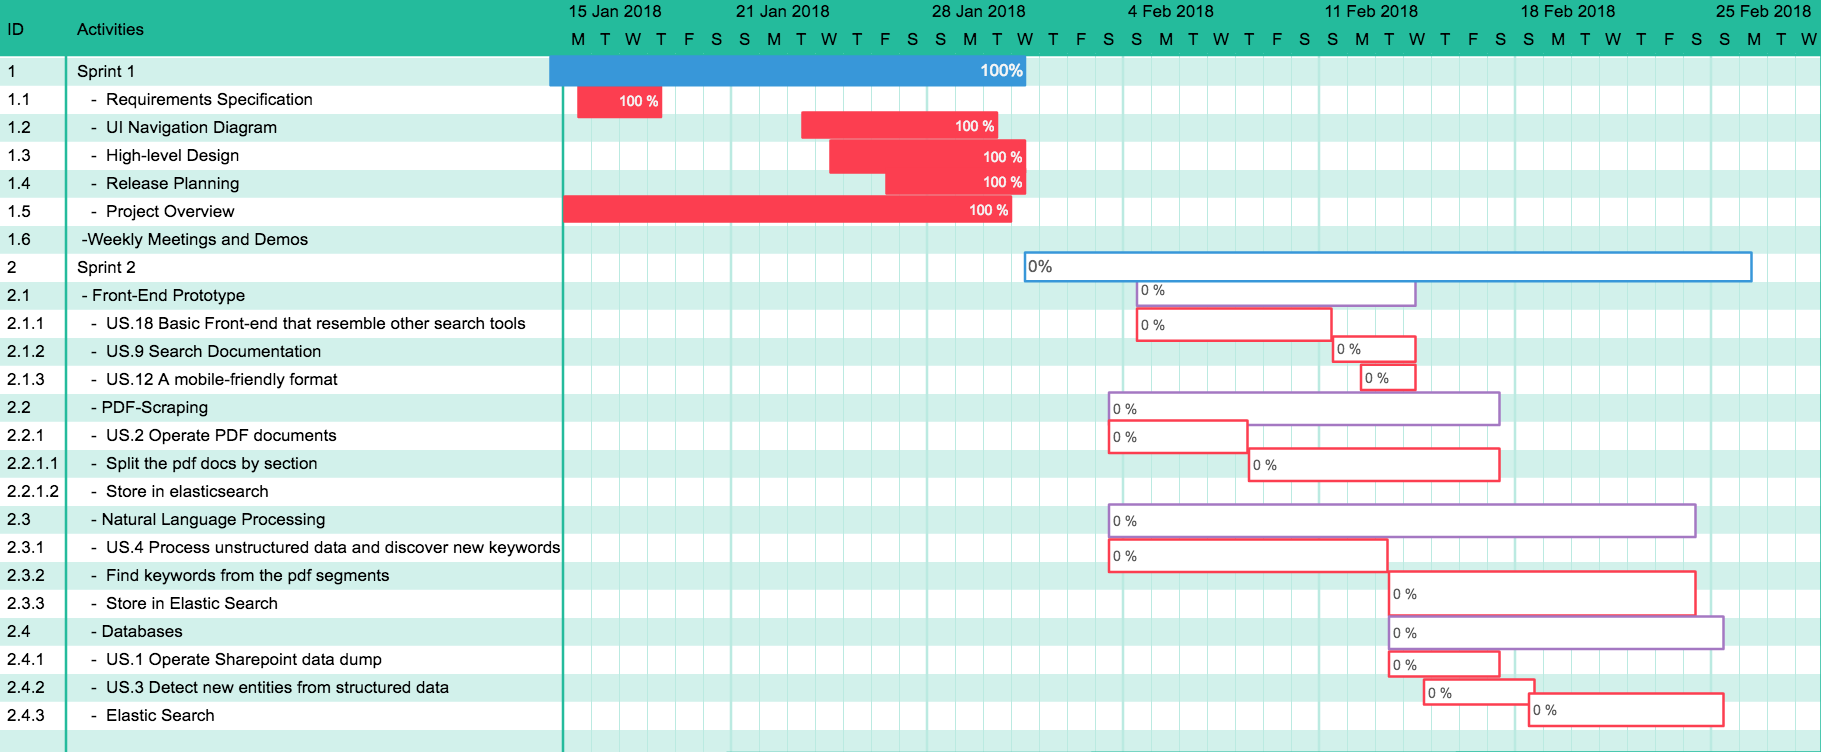 15 Jan 2018 21 Jan 2018 28 Jan 2018 4 Feb 2018 11 Feb 2018 18 Feb 2018 25 Feb 2018
ID Activities
M T W T F S S M T W T F S S M T W T F S S M T W T F S S M T W T F S S M T W T F S S M T W
1 Sprint 1 100%
1.1 - Requirements Specification 100 %
1.2 - UI Navigation Diagram 100 %
1.3 - High-level Design 100 %
1.4 - Release Planning 100 %
1.5 - Project Overview 100 %
1.6 -Weekly Meetings and Demos
2 Sprint 2 0%
2.1 - Front-End Prototype 0 %
2.1.1 - US.18 Basic Front-end that resemble other search tools 0 %
2.1.2 - US.9 Search Documentation 0 %
2.1.3 - US.12 A mobile-friendly format 0 %
2.2 - PDF-Scraping 0 %
2.2.1 - US.2 Operate PDF documents 0 %
2.2.1.1 - Split the pdf docs by section 0 %
2.2.1.2 - Store in elasticsearch
2.3 - Natural Language Processing 0 %
2.3.1 - US.4 Process unstructured data and discover new keywords 0 %
2.3.2 - Find keywords from the pdf segments 0 %
2.3.3 - Store in Elastic Search
2.4 - Databases 0 %
2.4.1 - US.1 Operate Sharepoint data dump 0 %
2.4.2 - US.3 Detect new entities from structured data 0 %
2.4.3 - Elastic Search 0 %